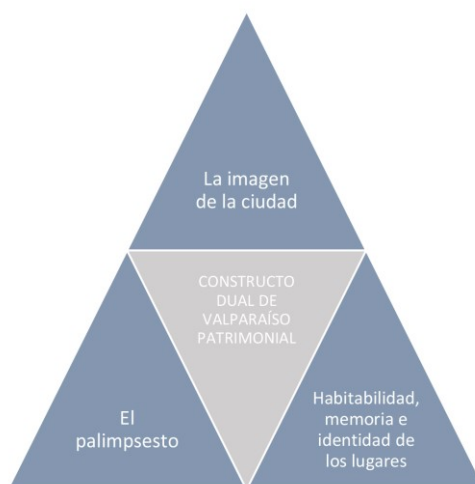 La imagen
de la ciudad
CONSTRUCTO
DUAL DE
VALPARAÍSO
PATRIMONIAL
El
palimpsesto
Habitabilidad,
memoria e
identidad de
los lugares